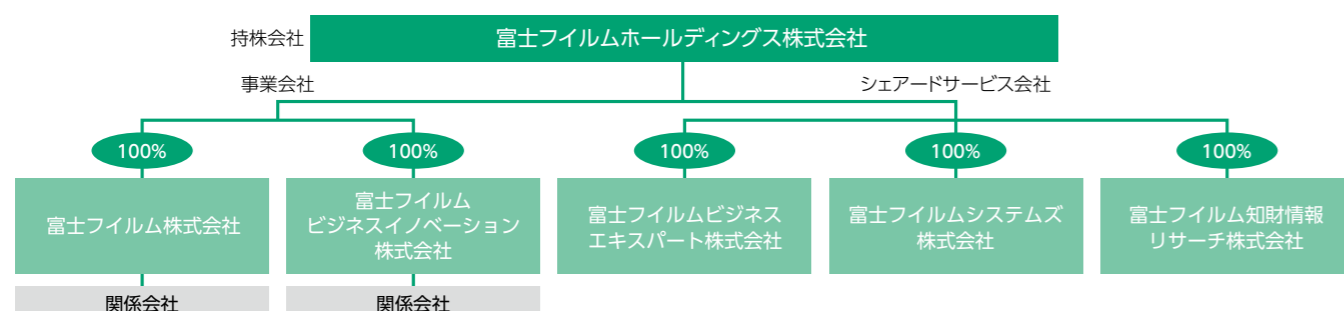 持株会社
富士フイルムホールディングス株式会社
事業会社
シェアードサービス会社
100%
100%
100%
100%
100%
富士フイルム株式会社
富士フイルム
ビジネスイノベーション
株式会社
富士フイルムビジネス
エキスパート株式会社
富士フイルムシステムズ
株式会社
富士フイルム知財情報
リサーチ株式会社
関係会社
関係会社